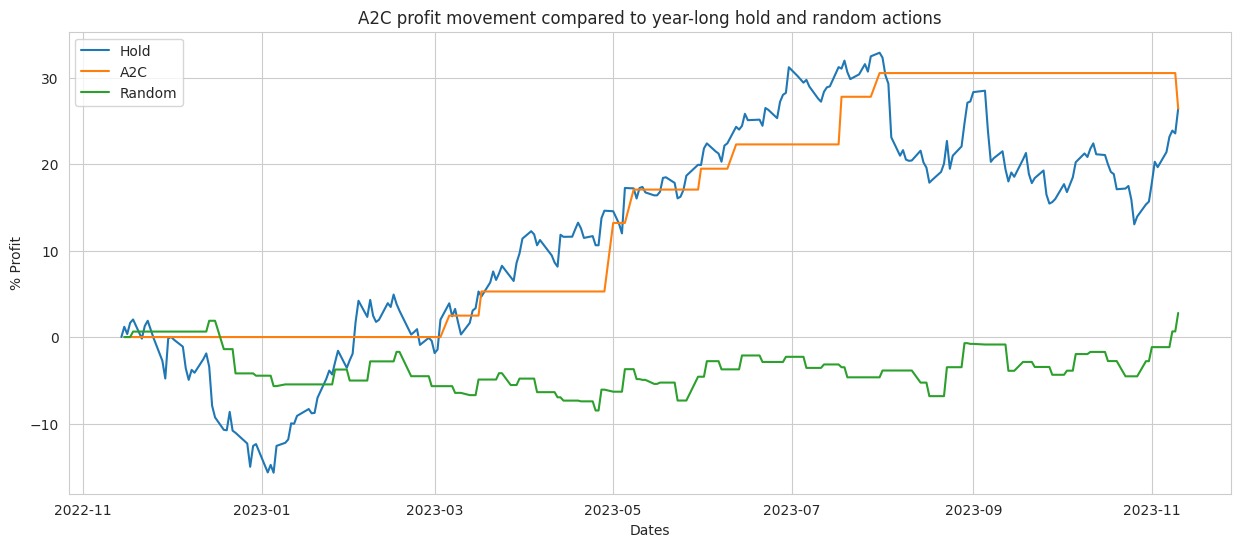 A2C profit movement compared to year-long hold and random actions
Hold
A2C
Random
% Profit
30
20
10
0
−10
2022-11
2023-01
2023-03
2023-05
2023-07
2023-09
2023-11
Dates